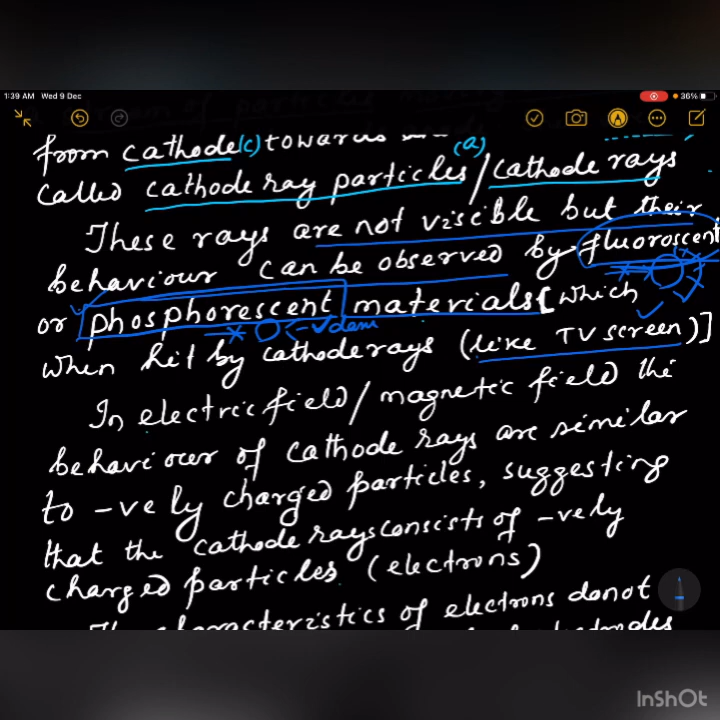 1:39 AM Wed 9 Dec
36%
from cathode (c) towards
(a)
called cathode ray particles / cathode rays
These rays are not visible but their
behaviour can be observed by fluoroscent
or phosphorescent materials [which
when hit by cathode rays (like TV screen)]
In electric field / magnetic field the
behaviour of cathode rays are similar
to -vely charged particles, suggesting
that the cathode rays consists of -vely
charged particles (electrons)
characteristics of electrons donot
InShOt